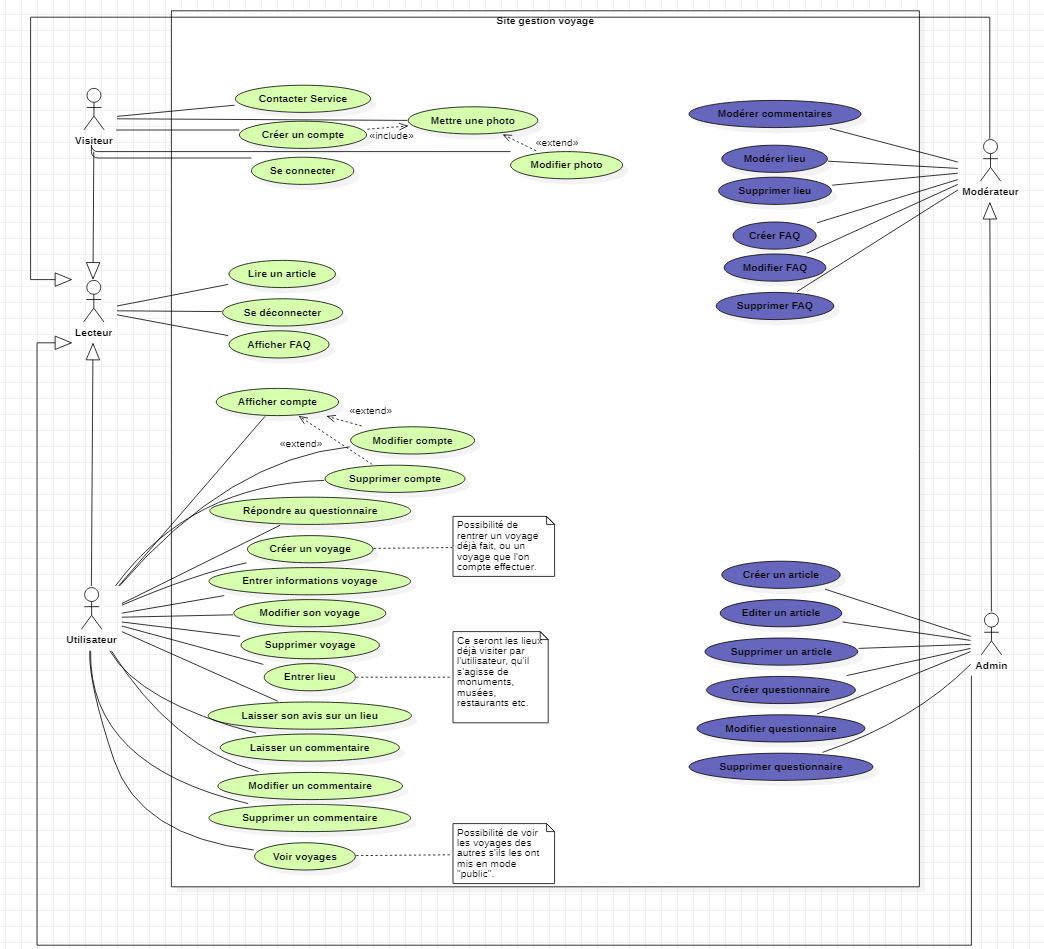 Site gestion voyage
Contacter Service
Mettre une photo
Créer un compte
«include»
Visiteur
«extend»
Modifier photo
Se connecter
Modérer commentaires
Modérer lieu
Supprimer lieu
Modérateur
Créer FAQ
Modifier FAQ
Supprimer FAQ
Lire un article
Se déconnecter
Lecteur
Afficher FAQ
Afficher compte
«extend»
Modifier compte
«extend»
Supprimer compte
Répondre au questionnaire
Possibilité de
rentrer un voyage
déjà fait, ou un
voyage que l'on
compte effectuer.
Créer un voyage
Entrer informations voyage
Modifier son voyage
Utilisateur
Supprimer voyage
Ce seront les lieux
déjà visiter par
l'utilisateur, qu'il
s'agisse de
monuments,
musées,
restaurants etc.
Entrer lieu
Laisser son avis sur un lieu
Laisser un commentaire
Modifier un commentaire
Supprimer un commentaire
Possibilité de voir
les voyages des
autres s'ils les ont
mis en mode
"public".
Voir voyages
Créer un article
Editer un article
Supprimer un article
Admin
Créer questionnaire
Modifier questionnaire
Supprimer questionnaire